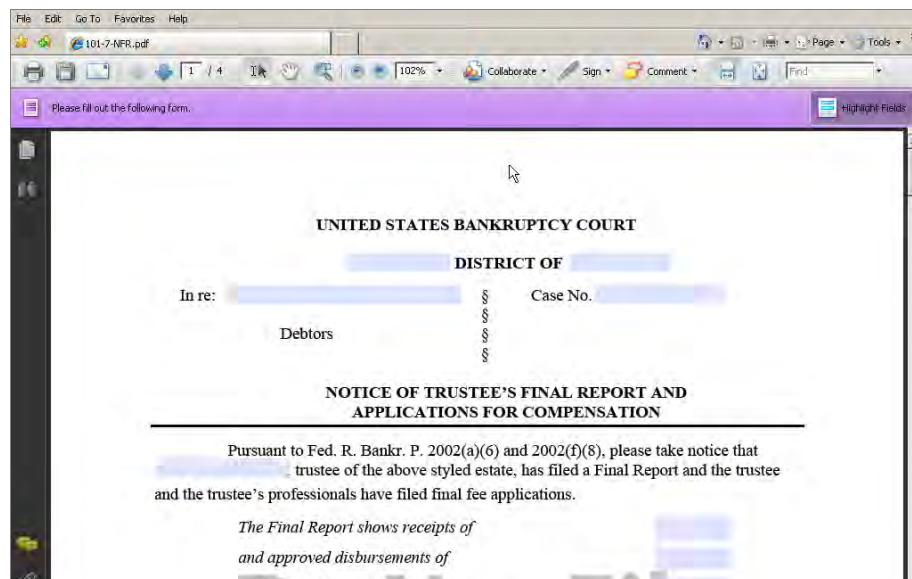 File Edit Go To Favorites Help
101-7-NFR.pdf Page Tools
1 / 4 102% Collaborate Sign Comment Find
Please fill out the following form. Highlight Fields
UNITED STATES BANKRUPTCY COURT
DISTRICT OF
In re: § Case No.
§
Debtors §
§
NOTICE OF TRUSTEE'S FINAL REPORT AND
APPLICATIONS FOR COMPENSATION
Pursuant to Fed. R. Bankr. P. 2002(a)(6) and 2002(f)(8), please take notice that
, trustee of the above styled estate, has filed a Final Report and the trustee
and the trustee's professionals have filed final fee applications.
The Final Report shows receipts of
and approved disbursements of